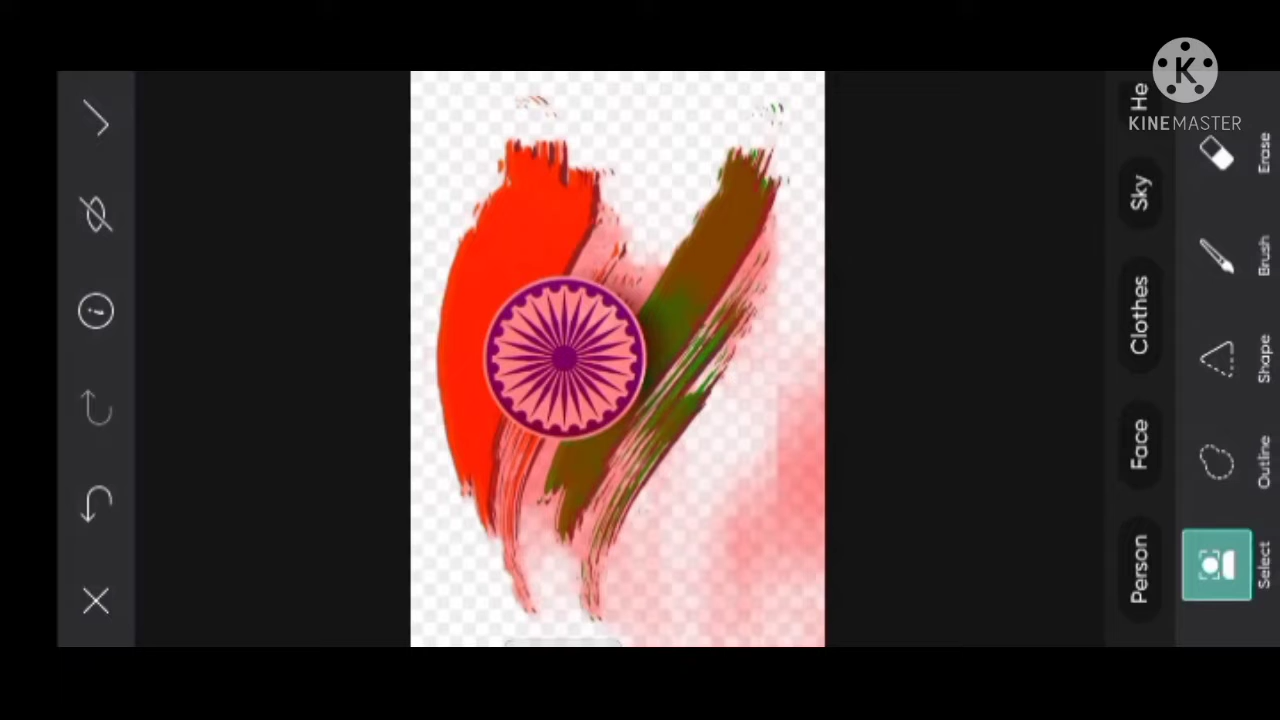 KINEMASTER
He
Sky
Clothes
Face
Person
Erase
Brush
Shape
Outline
Select